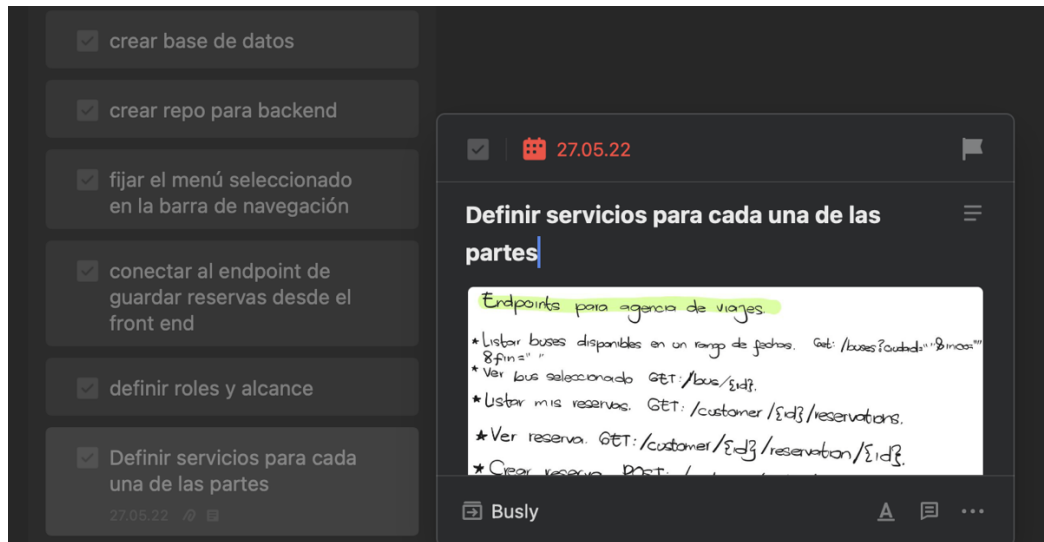 crear base de datos
crear repo para backend
fijar el menú seleccionado
en la barra de navegación
conectar al endpoint de
guardar reservas desde el
front end
definir roles y alcance
Definir servicios para cada
una de las partes
27.05.22
27.05.22
Definir servicios para cada una de las
partes
Endpoints para agencia de viajes.
* Listar buses disponibles en un rango de fechas. Get: /buses?ciudad=""&inicio=""
&fin=" "
* Ver bus seleccionado GET: /bus/{id}.
* Listar mis reservas. GET: /customer/{id}/reservations.
* Ver reserva. GET: /customer/{id}/reservation/{id}.
* Crear reserva POST:
Busly